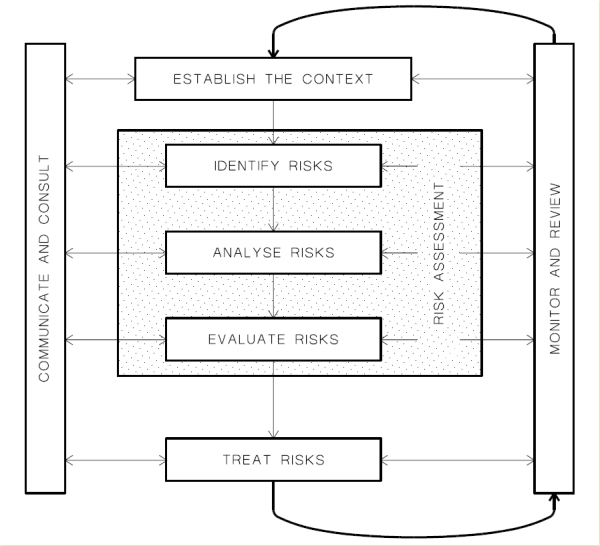 ESTABLISH THE CONTEXT
IDENTIFY RISKS
ANALYSE RISKS
EVALUATE RISKS
TREAT RISKS
COMMUNICATE AND CONSULT
RISK ASSESSMENT
MONITOR AND REVIEW